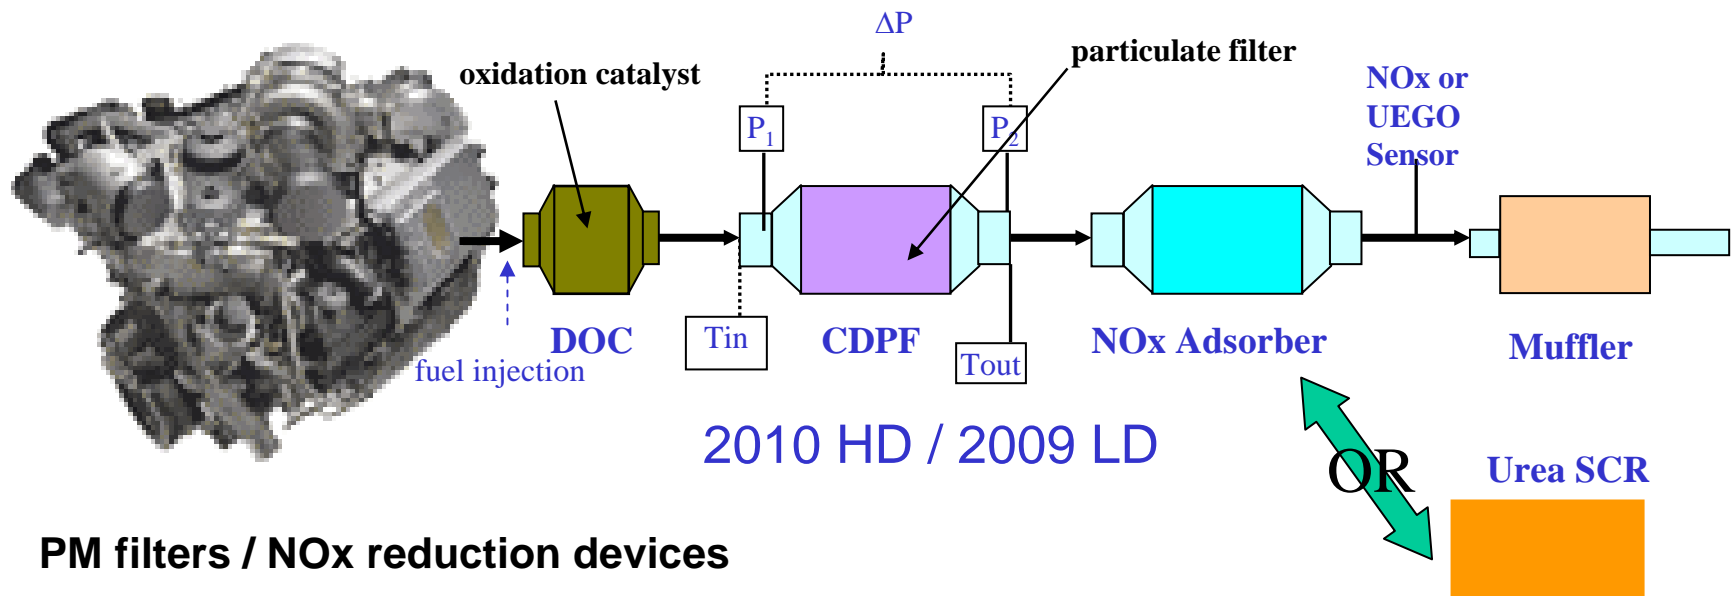 ΔP
particulate filter
oxidation catalyst
NOx or
UEGO
Sensor
P1
P2
fuel injection
DOC
Tin
CDPF
Tout
NOx Adsorber
Muffler
2010 HD / 2009 LD
OR
Urea SCR
PM filters / NOx reduction devices